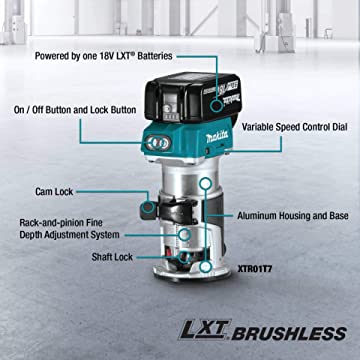 Powered by one 18V LXT® Batteries
On / Off Button and Lock Button
makita
Variable Speed Control Dial
Cam Lock
Rack-and-pinion Fine
Depth Adjustment System
Aluminum Housing and Base
Shaft Lock
XTR01T7
LXT BRUSHLESS